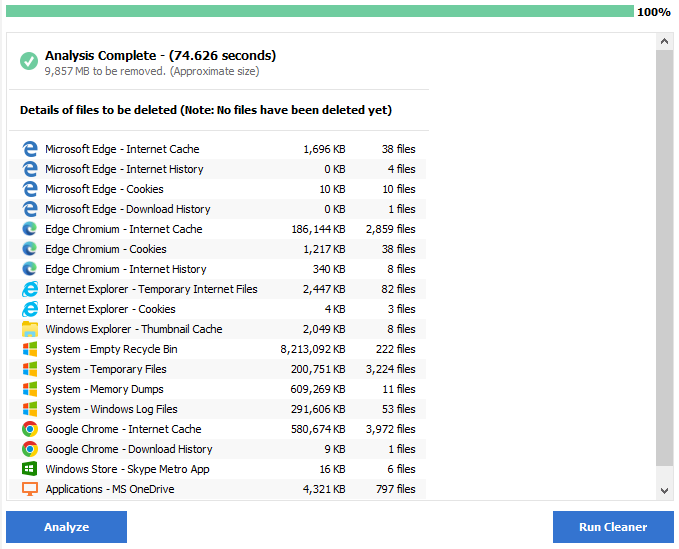 100%
Analysis Complete - (74.626 seconds)
9,857 MB to be removed. (Approximate size)
Details of files to be deleted (Note: No files have been deleted yet)
Microsoft Edge - Internet Cache 1,696 KB 38 files
Microsoft Edge - Internet History 0 KB 4 files
Microsoft Edge - Cookies 10 KB 10 files
Microsoft Edge - Download History 0 KB 1 files
Edge Chromium - Internet Cache 186,144 KB 2,859 files
Edge Chromium - Cookies 1,217 KB 38 files
Edge Chromium - Internet History 340 KB 8 files
Internet Explorer - Temporary Internet Files 2,447 KB 82 files
Internet Explorer - Cookies 4 KB 3 files
Windows Explorer - Thumbnail Cache 2,049 KB 8 files
System - Empty Recycle Bin 8,213,092 KB 222 files
System - Temporary Files 200,751 KB 3,224 files
System - Memory Dumps 609,269 KB 11 files
System - Windows Log Files 291,606 KB 53 files
Google Chrome - Internet Cache 580,674 KB 3,972 files
Google Chrome - Download History 9 KB 1 files
Windows Store - Skype Metro App 16 KB 6 files
Applications - MS OneDrive 4,321 KB 797 files
Analyze Run Cleaner